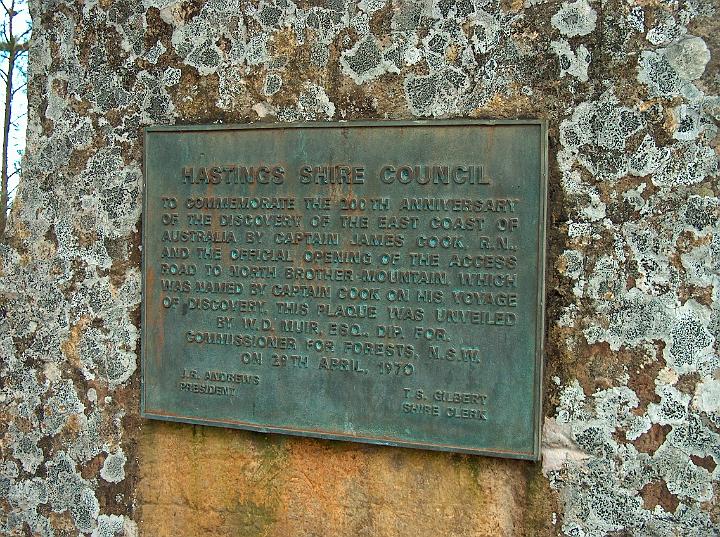 HASTINGS SHIRE COUNCIL
TO COMMEMORATE THE 200TH ANNIVERSARY
OF THE DISCOVERY OF THE EAST COAST OF
AUSTRALIA BY CAPTAIN JAMES COOK, R.N.,
AND THE OFFICIAL OPENING OF THE ACCESS
ROAD TO NORTH BROTHER MOUNTAIN, WHICH
WAS NAMED BY CAPTAIN COOK ON HIS VOYAGE
OF DISCOVERY. THIS PLAQUE WAS UNVEILED
BY W.D. MUIR, ESQ., DIP. FOR.
COMMISSIONER FOR FORESTS, N.S.W.
ON 29TH APRIL, 1970
J.R. ANDREWS
PRESIDENT
T.S. GILBERT
SHIRE CLERK